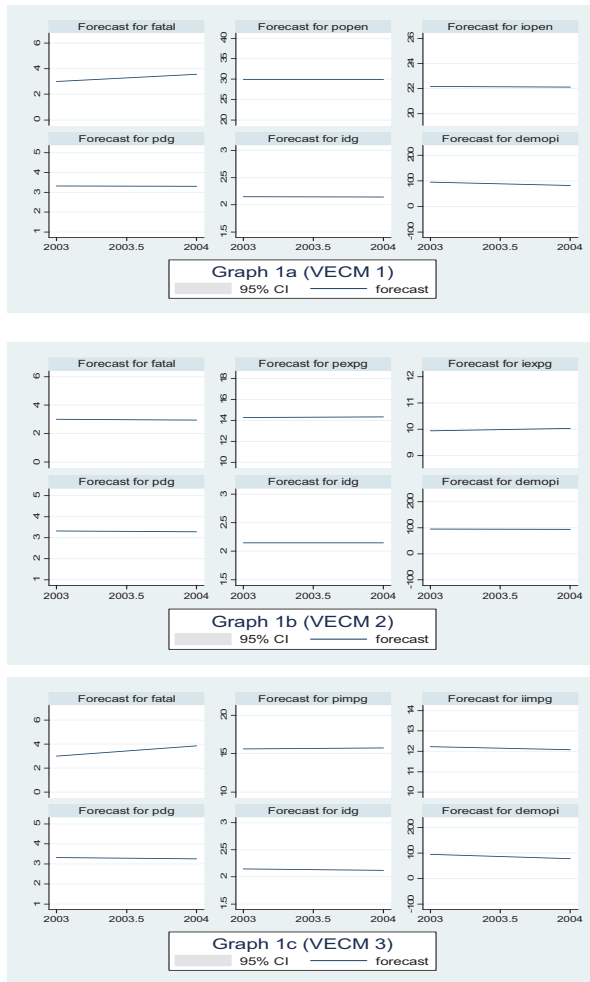 Forecast for fatal Forecast for popen Forecast for iopen
6 4 2 0
40 35 30 25 20
26 24 22 20
Forecast for pdg Forecast for idg Forecast for demopi
5 4 3 2 1
3 2.5 2 1.5
200 100 0 -100
2003 2003.5 2004 2003 2003.5 2004 2003 2003.5 2004
Graph 1a (VECM 1)
95% CI forecast
Forecast for fatal Forecast for pexpg Forecast for iexpg
6 4 2 0
18 16 14 12 10
12 11 10 9
Forecast for pdg Forecast for idg Forecast for demopi
5 4 3 2 1
3 2.5 2 1.5
200 100 0 -100
2003 2003.5 2004 2003 2003.5 2004 2003 2003.5 2004
Graph 1b (VECM 2)
95% CI forecast
Forecast for fatal Forecast for pimpg Forecast for iimpg
6 4 2 0
20 15 10
14 13 12 11 10
Forecast for pdg Forecast for idg Forecast for demopi
5 4 3 2 1
3 2.5 2 1.5
200 100 0 -100
2003 2003.5 2004 2003 2003.5 2004 2003 2003.5 2004
Graph 1c (VECM 3)
95% CI forecast